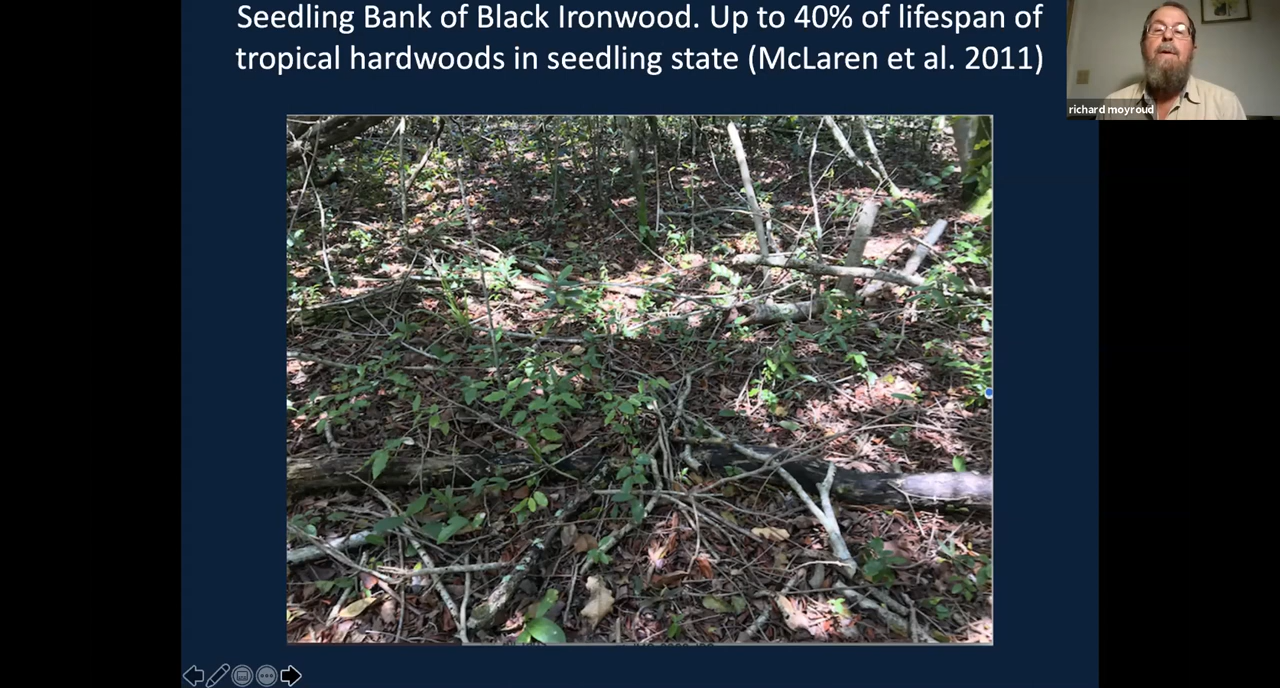 Seedling Bank of Black Ironwood. Up to 40% of lifespan of
tropical hardwoods in seedling state (McLaren et al. 2011)
richard moyroud